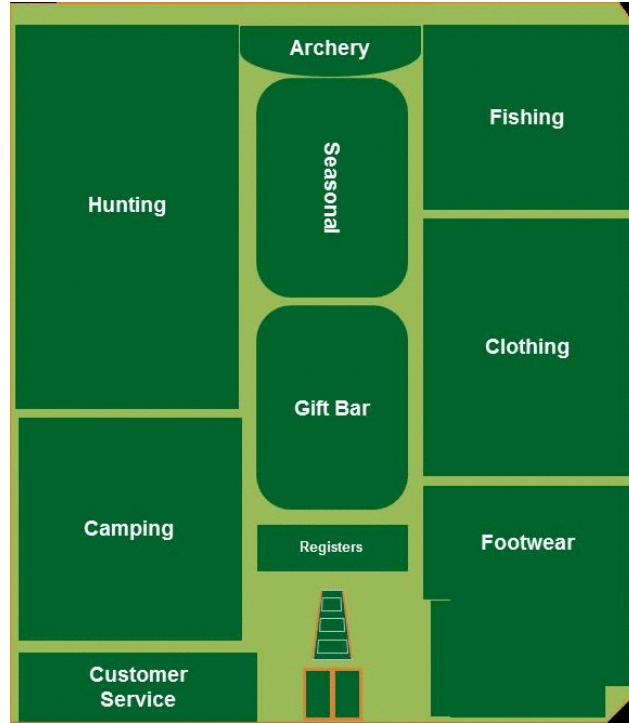 Archery
Fishing
Seasonal
Hunting
Clothing
Gift Bar
Camping
Footwear
Registers
Customer
Service